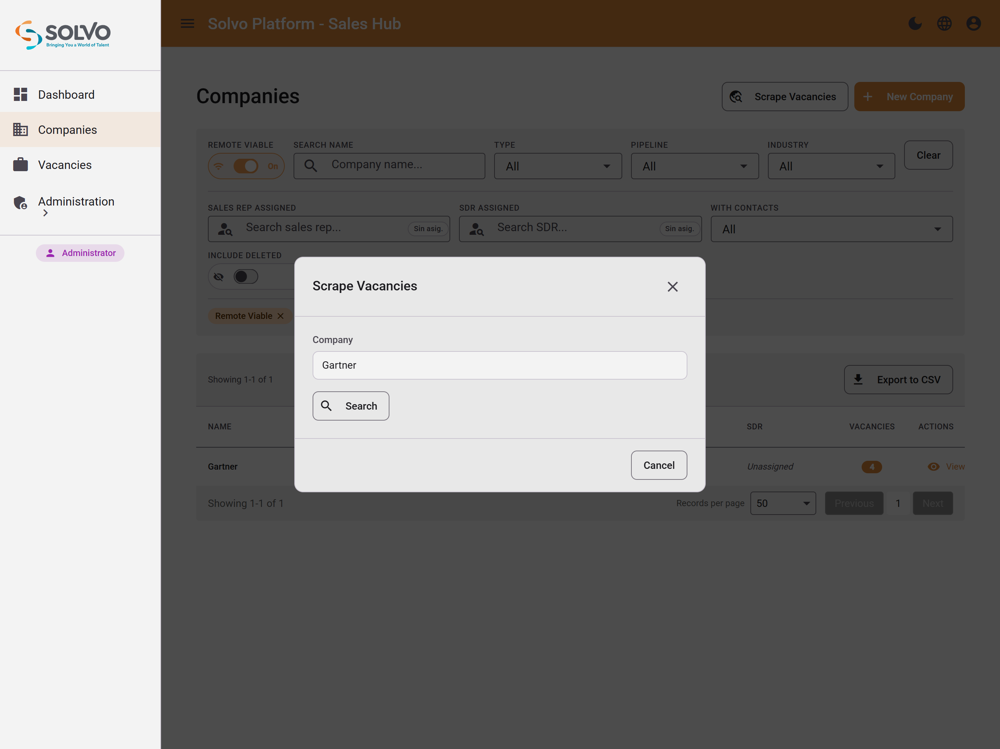 SOLVO
Bringing You a World of Talent
Dashboard
Companies
Vacancies
Administration
Administrator
Solvo Platform - Sales Hub
Companies
Scrape Vacancies
New Company
REMOTE VIABLE
SEARCH NAME
TYPE
PIPELINE
INDUSTRY
On
Company name...
All
All
All
Clear
SALES REP ASSIGNED
SDR ASSIGNED
WITH CONTACTS
Search sales rep...
Sin asig.
Search SDR...
Sin asig.
All
INCLUDE DELETED
Remote Viable
Scrape Vacancies
Company
Gartner
Search
Cancel
Showing 1-1 of 1
Export to CSV
NAME
SDR
VACANCIES
ACTIONS
Gartner
Unassigned
4
View
Showing 1-1 of 1
Records per page
50
Previous
1
Next